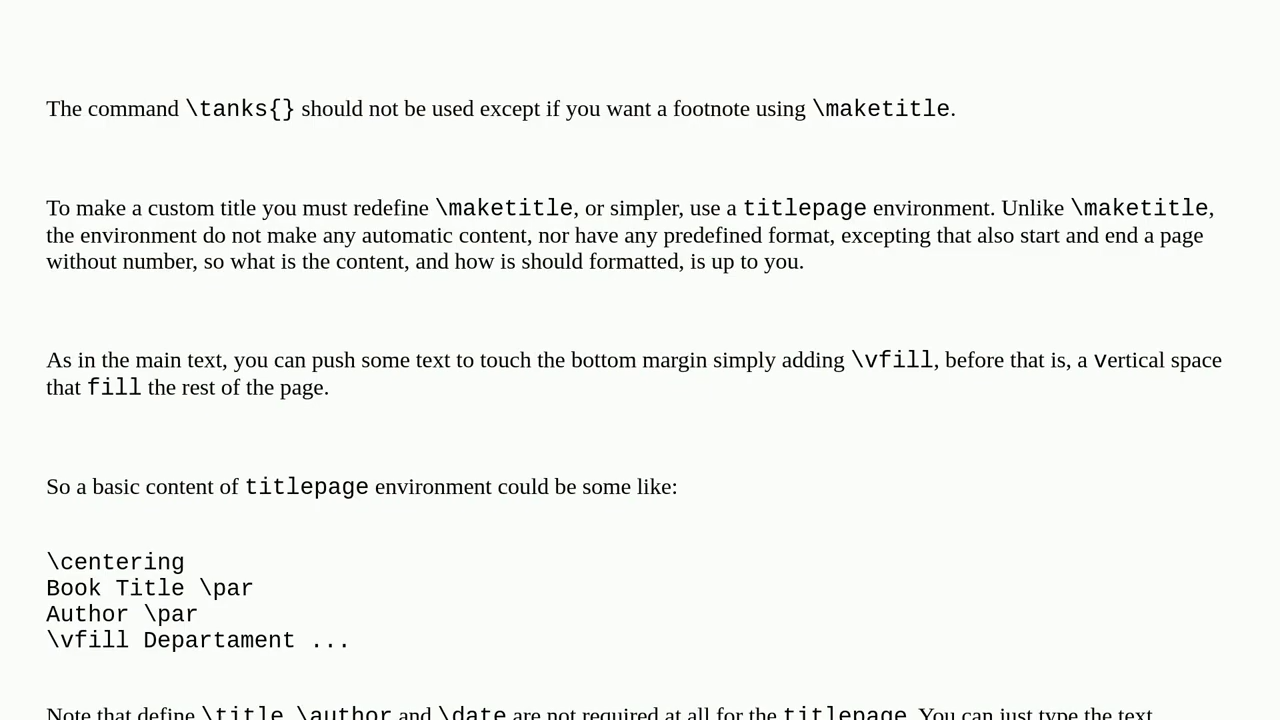 The command \tanks{} should not be used except if you want a footnote using \maketitle.
To make a custom title you must redefine \maketitle, or simpler, use a titlepage environment. Unlike \maketitle,
the environment do not make any automatic content, nor have any predefined format, excepting that also start and end a page
without number, so what is the content, and how is should formatted, is up to you.
As in the main text, you can push some text to touch the bottom margin simply adding \vfill, before that is, a vertical space
that fill the rest of the page.
So a basic content of titlepage environment could be some like:
\centering
Book Title \par
Author \par
\vfill Departament ...
Note that define \title \author and \date are not required at all for the titlepage. You can just type the text